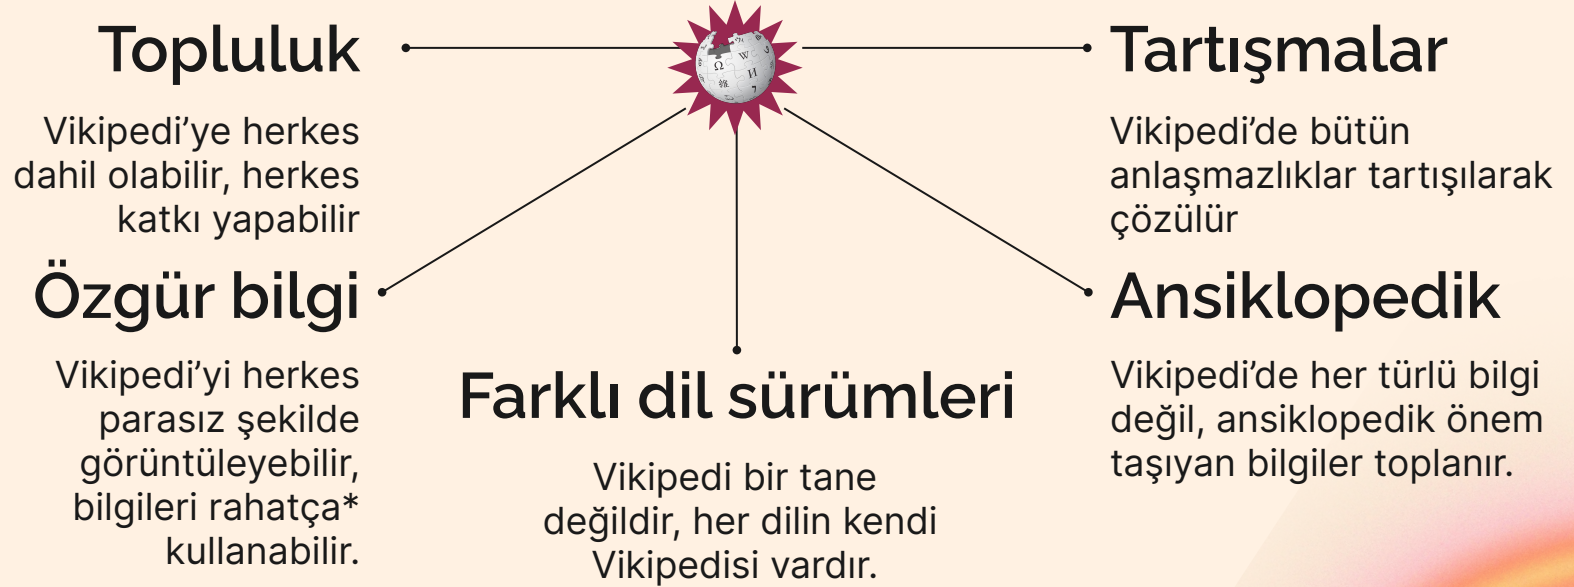 Topluluk
Vikipedi’ye herkes
dahil olabilir, herkes
katkı yapabilir
Özgür bilgi
Vikipedi’yi herkes
parasız şekilde
görüntüleyebilir,
bilgileri rahatça*
kullanabilir.
Farklı dil sürümleri
Vikipedi bir tane
değildir, her dilin kendi
Vikipedisi vardır.
Tartışmalar
Vikipedi’de bütün
anlaşmazlıklar tartışılarak
çözülür
Ansiklopedik
Vikipedi’de her türlü bilgi
değil, ansiklopedik önem
taşıyan bilgiler toplanır.